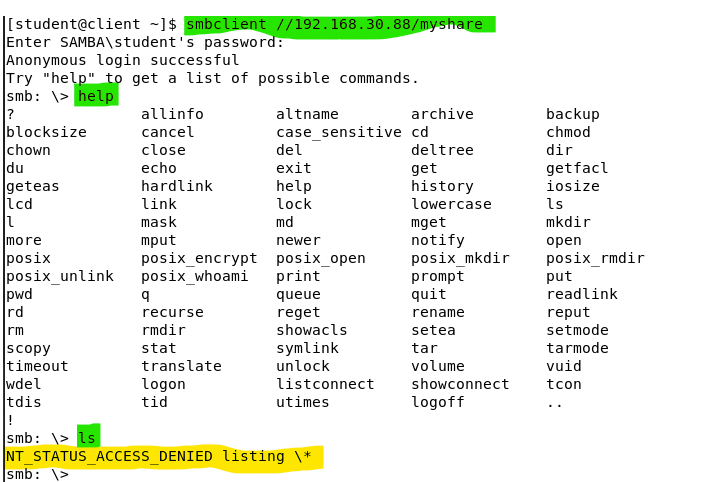 [student@client ~]$ smbclient //192.168.30.88/myshare
Enter SAMBA\student's password:
Anonymous login successful
Try "help" to get a list of possible commands.
smb: \> help
?              allinfo        altname        archive        backup
blocksize      cancel         case_sensitive cd             chmod
chown          close          del            deltree        dir
du             echo           exit           get            getfacl
geteas         hardlink       help           history        iosize
lcd            link           lock           lowercase      ls
l              mask           md             mget           mkdir
more           mput           newer          notify         open
posix          posix_encrypt  posix_open     posix_mkdir    posix_rmdir
posix_unlink   posix_whoami   print          prompt         put
pwd            q              queue          quit           readlink
rd             recurse        reget          rename         reput
rm             rmdir          showacls       setea          setmode
scopy          stat           symlink        tar            tarmode
timeout        translate      unlock         volume         vuid
wdel           logon          listconnect    showconnect    tcon
tdis           tid            utimes         logoff         ..
!
smb: \> ls
NT_STATUS_ACCESS_DENIED listing \*
smb: \>